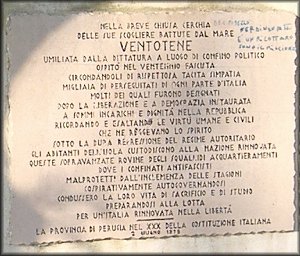 NELLA BREVE CHIUSA CERCHIA
DELLE SUE SCOGLIERE BATTUTE DAL MARE
VENTOTENE
UMILIATA DALLA DITTATURA A LUOGO DI CONFINO POLITICO
OSPITÒ NEL VENTENNIO FASCISTA
CIRCONDANDOLI DI RISPETTOSA TACITA SIMPATIA
MIGLIAIA DI PERSEGUITATI DI OGNI PARTE D'ITALIA
MOLTI DEI QUALI FURONO DESIGNATI
DOPO LA LIBERAZIONE E A DEMOCRAZIA INSTAURATA
A SOMMI INCARICHI E DIGNITÀ NELLA REPUBBLICA
RICORDANDO E ESALTANDO LE VIRTÙ UMANE E CIVILI
CHE NE RESSERO LO SPIRITO
SOTTO LA DURA REPRESSIONE DEL REGIME AUTORITARIO
GLI ABITANTI DELL'ISOLA CUSTODISCONO ALLA NAZIONE RINNOVATA
QUESTE SOPRAVANZATE ROVINE DEGLI SQUALLIDI ACQUARTIERAMENTI
DOVE I CONFINATI ANTIFASCISTI
MALPROTETTI DALL'INCLEMENZA DELLE STAGIONI
COSPIRATIVAMENTE AUTOGOVERNANDOSI
CONDUSSERO LA LORO VITA DI SACRIFICIO E DI STUDIO
PREPARANDOSI ALLA LOTTA
PER UN'ITALIA RINNOVATA NELLA LIBERTÀ
LA PROVINCIA DI PERUGIA NEL XXX DELLA COSTITUZIONE ITALIANA
2 GIUGNO 1978